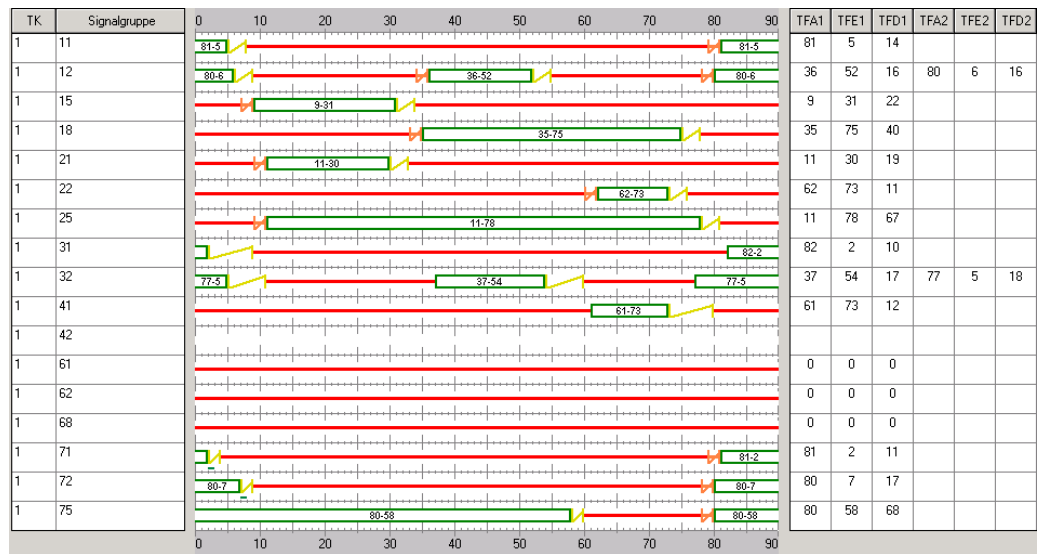 TK Signalgruppe 0 10 20 30 40 50 60 70 80 90 TFA1 TFE1 TFD1 TFA2 TFE2 TFD2
1 11 81-5 81-5 81 5 14
1 12 80-6 36-52 80-6 36 52 16 80 6 16
1 15 9-31 9 31 22
1 18 35-75 35 75 40
1 21 11-30 11 30 19
1 22 62-73 62 73 11
1 25 11-78 11 78 67
1 31 82-2 82 2 10
1 32 77-5 37-54 77-5 37 54 17 77 5 18
1 41 61-73 61 73 12
1 42
1 61 0 0 0
1 62 0 0 0
1 68 0 0 0
1 71 81-2 81 2 11
1 72 80-7 80-7 80 7 17
1 75 80-58 80-58 80 58 68
0 10 20 30 40 50 60 70 80 90